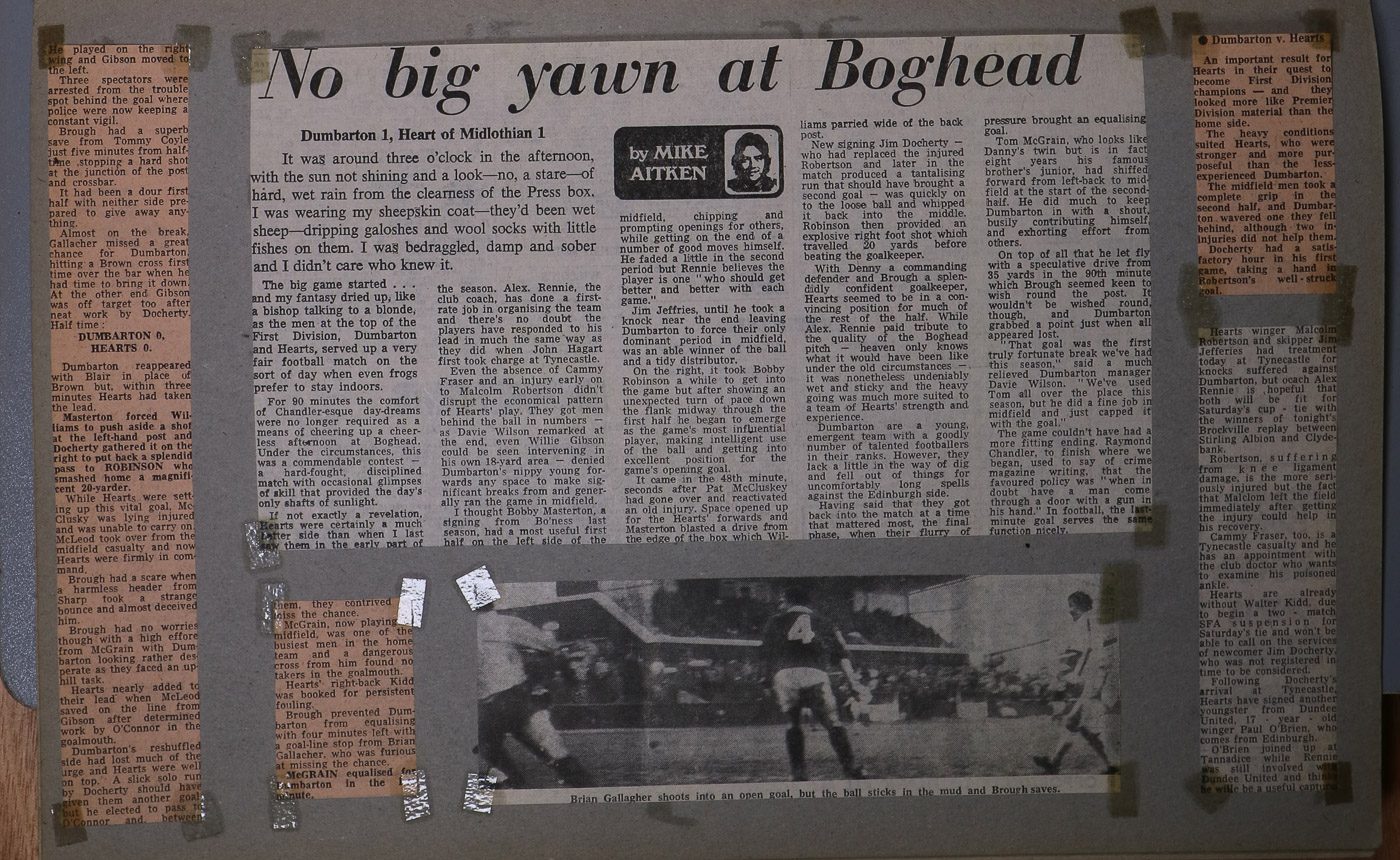 He played on the right
wing and Gibson moved to
the left.
Three spectators were
arrested from the trouble
spot behind the goal where
police were now keeping a
constant vigil.
Brough had a superb
save from Tommy Coyle
just five minutes from half-
time stopping a hard shot
at the junction of the post
and crossbar.
It had been a dour first
half with neither side pre-
pared to give away any-
thing.
Almost on the break,
Gallacher missed a great
chance for Dumbarton,
hitting a Brown cross first
time over the bar when he
had time to bring it down.
At the other end Gibson
was off target too after
neat work by Docherty.
Half time:
DUMBARTON 0,
HEARTS 0.
Dumbarton reappeared
with Blair in place of
Brown but, within three
minutes Hearts had taken
the lead.
Masterton forced Wil-
liams to push aside a shot
at the left-hand post and
Docherty gathered it on the
right to put back a splendid
pass to ROBINSON who
smashed home a magnifi-
cent 20-yarder.
While Hearts were sett-
ing up this vital goal, Mc
Clusky was lying injured
and was unable to carry on.
McLeod took over from the
midfield casualty and now
Hearts were firmly in com-
mand.
Brough had a scare when
a harmless header from
Sharp took a strange
bounce and almost deceived
him.
Brough had no worries
though with a high effort
from McGrain with Dum-
barton looking rather des-
perate as they faced an up-
hill task.
Hearts nearly added to
their lead when McLeod
saved on the line from
Gibson after determined
work by O'Connor in the
goalmouth.
Dumbarton's reshuffled
side had lost much of the
urge and Hearts were well
on top. A slick solo run
by Docherty should have
given them another goal
but he elected to pass to
O'Connor and, between
them, they contrived
miss the chance.
McGrain, now playing
midfield, was one of the
busiest men in the home
team and a dangerous
cross from him found no
takers in the goalmouth.
Hearts' right-back Kidd
was booked for persistent
fouling.
Brough prevented Dum-
barton from equalising
with four minutes left with
a goal-line stop from Brian
Gallacher, who was furious
at missing the chance.
McGRAIN equalised for
Dumbarton in the
minute.
No big yawn at Boghead
Dumbarton 1, Heart of Midlothian 1
by MIKE
AITKEN
It was around three o'clock in the afternoon,
with the sun not shining and a look—no, a stare—of
hard, wet rain from the clearness of the Press box.
I was wearing my sheepskin coat—they'd been wet
sheep—dripping galoshes and wool socks with little
fishes on them. I was bedraggled, damp and sober
and I didn't care who knew it.
The big game started . . .
and my fantasy dried up, like
a bishop talking to a blonde,
as the men at the top of the
First Division, Dumbarton
and Hearts, served up a very
fair football match on the
sort of day when even frogs
prefer to stay indoors.
For 90 minutes the comfort
of Chandler-esque day-dreams
were no longer required as a
means of cheering up a cheer-
less afternoon at Boghead.
Under the circumstances, this
was a commendable contest —
a hard-fought, disciplined
match with occasional glimpses
of skill that provided the day's
only shafts of sunlight.
If not exactly a revelation,
Hearts were certainly a much
better side than when I last
saw them in the early part of
the season. Alex. Rennie, the
club coach, has done a first-
rate job in organising the team
and there's no doubt the
players have responded to his
lead in much the same way as
they did when John Hagart
first took charge at Tynecastle.
Even the absence of Cammy
Fraser and an injury early on
to Malcolm Robertson didn't
disrupt the economical pattern
of Hearts' play. They got men
behind the ball in numbers —
as Davie Wilson remarked at
the end, even Willie Gibson
could be seen intervening in
his own 18-yard area — denied
Dumbarton's nippy young for-
wards any space to make sig-
nificant breaks and gener-
ally ran the game in midfield.
I thought Bobby Masterton, a
signing from Bo'ness last
season, had a most useful first
half on the left side of the
midfield, chipping and
prompting openings for others,
while getting on the end of a
number of good moves himself.
He faded a little in the second
period but Rennie believes the
player is one "who should get
better and better with each
game."
Jim Jeffries, until he took a
knock near the end leaving
Dumbarton to force their only
dominant period in midfield,
was an able winner of the ball
and a tidy distributor.
On the right, it took Bobby
Robinson a while to get into
the game but after showing an
unexpected turn of pace down
the flank midway through the
first half he began to emerge
as the game's most influential
player, making intelligent use
of the ball and getting into
excellent position for the
game's opening goal.
It came in the 48th minute,
seconds after Pat McCluskey
had gone over and reactivated
an old injury. Space opened up
for the Hearts' forwards and
Masterton blasted a drive from
the edge of the box which Wil-
liams parried wide of the back
post.
New signing Jim Docherty —
who had replaced the injured
Robertson and later in the
match produced a tantalising
run that should have brought a
second goal — was quickly on
to the loose ball and whipped
it back into the middle.
Robinson then provided an
explosive right foot shot which
travelled 20 yards before
beating the goalkeeper.
With Denny a commanding
defender and Brough a splen-
didly confident goalkeeper,
Hearts seemed to be in a con-
vincing position for much of
the rest of the half. While
Alex. Rennie paid tribute to
the quality of the Boghead
pitch — heaven only knows
what it would have been like
under the old circumstances —
it was nonetheless undeniably
wet and sticky and the heavy
going was much more suited to
a team of Hearts' strength and
experience.
Dumbarton are a young,
emergent team with a goodly
number of talented footballers
in their ranks. However, they
lack a little in the way of dig
and fell out of things for
uncomfortably long spells
against the Edinburgh side.
Having said that they got
back into the match at a time
that mattered most, the final
phase, when their flurry of
pressure brought an equalising
goal.
Tom McGrain, who looks like
Danny's twin but is in fact
eight years his famous
brother's junior, had shifted
forward from left-back to mid-
field at the start of the second-
half. He did much to keep
Dumbarton in with a shout,
busily contributing himself,
and exhorting effort from
others.
On top of all that he let fly
with a speculative drive from
35 yards in the 90th minute
which Brough seemed keen to
wish round the post. It
wouldn't be wished round,
though, and Dumbarton
grabbed a point just when all
appeared lost.
"That goal was the first
truly fortunate break we've had
this season," said a much
relieved Dumbarton manager,
Davie Wilson. "We've used
Tom all over the place this
season, but he did a fine job in
midfield and just capped it
with the goal."
The game couldn't have had a
more fitting ending. Raymond
Chandler, to finish where we
began, used to say of crime
magazine writing, that the
favoured policy was "when in
doubt have a man come
through a door with a gun in
his hand." In football, the last-
minute goal serves the same
function nicely.
Brian Gallagher shoots into an open goal, but the ball sticks in the mud and Brough saves.
4
● Dumbarton v. Hearts
An important result for
Hearts in their quest to
become First Division
champions — and they
looked more like Premier
Division material than the
home side.
The heavy conditions
suited Hearts, who were
stronger and more pur-
poseful than the less-
experienced Dumbarton.
The midfield men took a
complete grip in the
second half, and Dumbar-
ton wavered one they fell
behind, although two in-
injuries did not help them.
Docherty had a satis-
factory hour in his first
game, taking a hand in
Robertson's well-struck
goal.
Hearts winger Malcolm
Robertson and skipper Jim
Jefferies had treatment
today at Tynecastle for
knocks suffered against
Dumbarton, but coach Alex
Rennie is hopeful that
both will be fit for
Saturday's cup-tie with
the winners of tonight's
Brockville replay between
Stirling Albion and Clyde-
bank.
Robertson, suffering
from knee ligament
damage, is the more seri-
ously injured but the fact
that Malclom left the field
immediately after getting
the injury could help in
his recovery.
Cammy Fraser, too, is a
Tynecastle casualty and he
has an appointment with
the club doctor who wants
to examine his poisoned
ankle.
Hearts are already
without Walter Kidd, due
to begin a two-match
SFA suspension for
Saturday's tie and won't be
able to call on the services
of newcomer Jim Docherty,
who was not registered in
time to be considered.
Following Docherty's
arrival at Tynecastle,
Hearts have signed another
youngster from Dundee
United, 17-year-old
winger Paul O'Brien, who
comes from Edinburgh.
O'Brien joined up at
Tannadice while Rennie
was still involved with
Dundee United and thinks
he will be a useful capture